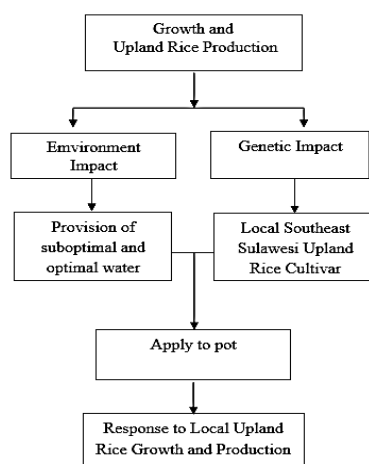 Growth and
Upland Rice Production
Emvironment
Impact
Genetic Impact
Provision of
suboptimal and
optimal water
Local Southeast
Sulawesi Upland
Rice Cultivar
Apply to pot
Response to Local Upland
Rice Growth and Production